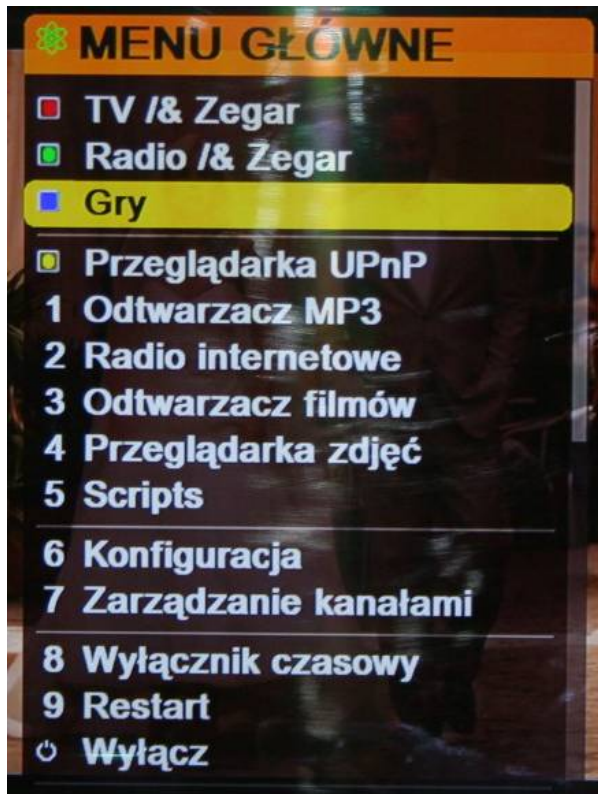 MENU GŁÓWNE
TV /& Zegar
Radio /& Zegar
Gry
Przeglądarka UPnP
1 Odtwarzacz MP3
2 Radio internetowe
3 Odtwarzacz filmów
4 Przeglądarka zdjęć
5 Scripts
6 Konfiguracja
7 Zarządzanie kanałami
8 Wyłącznik czasowy
9 Restart
Wyłącz